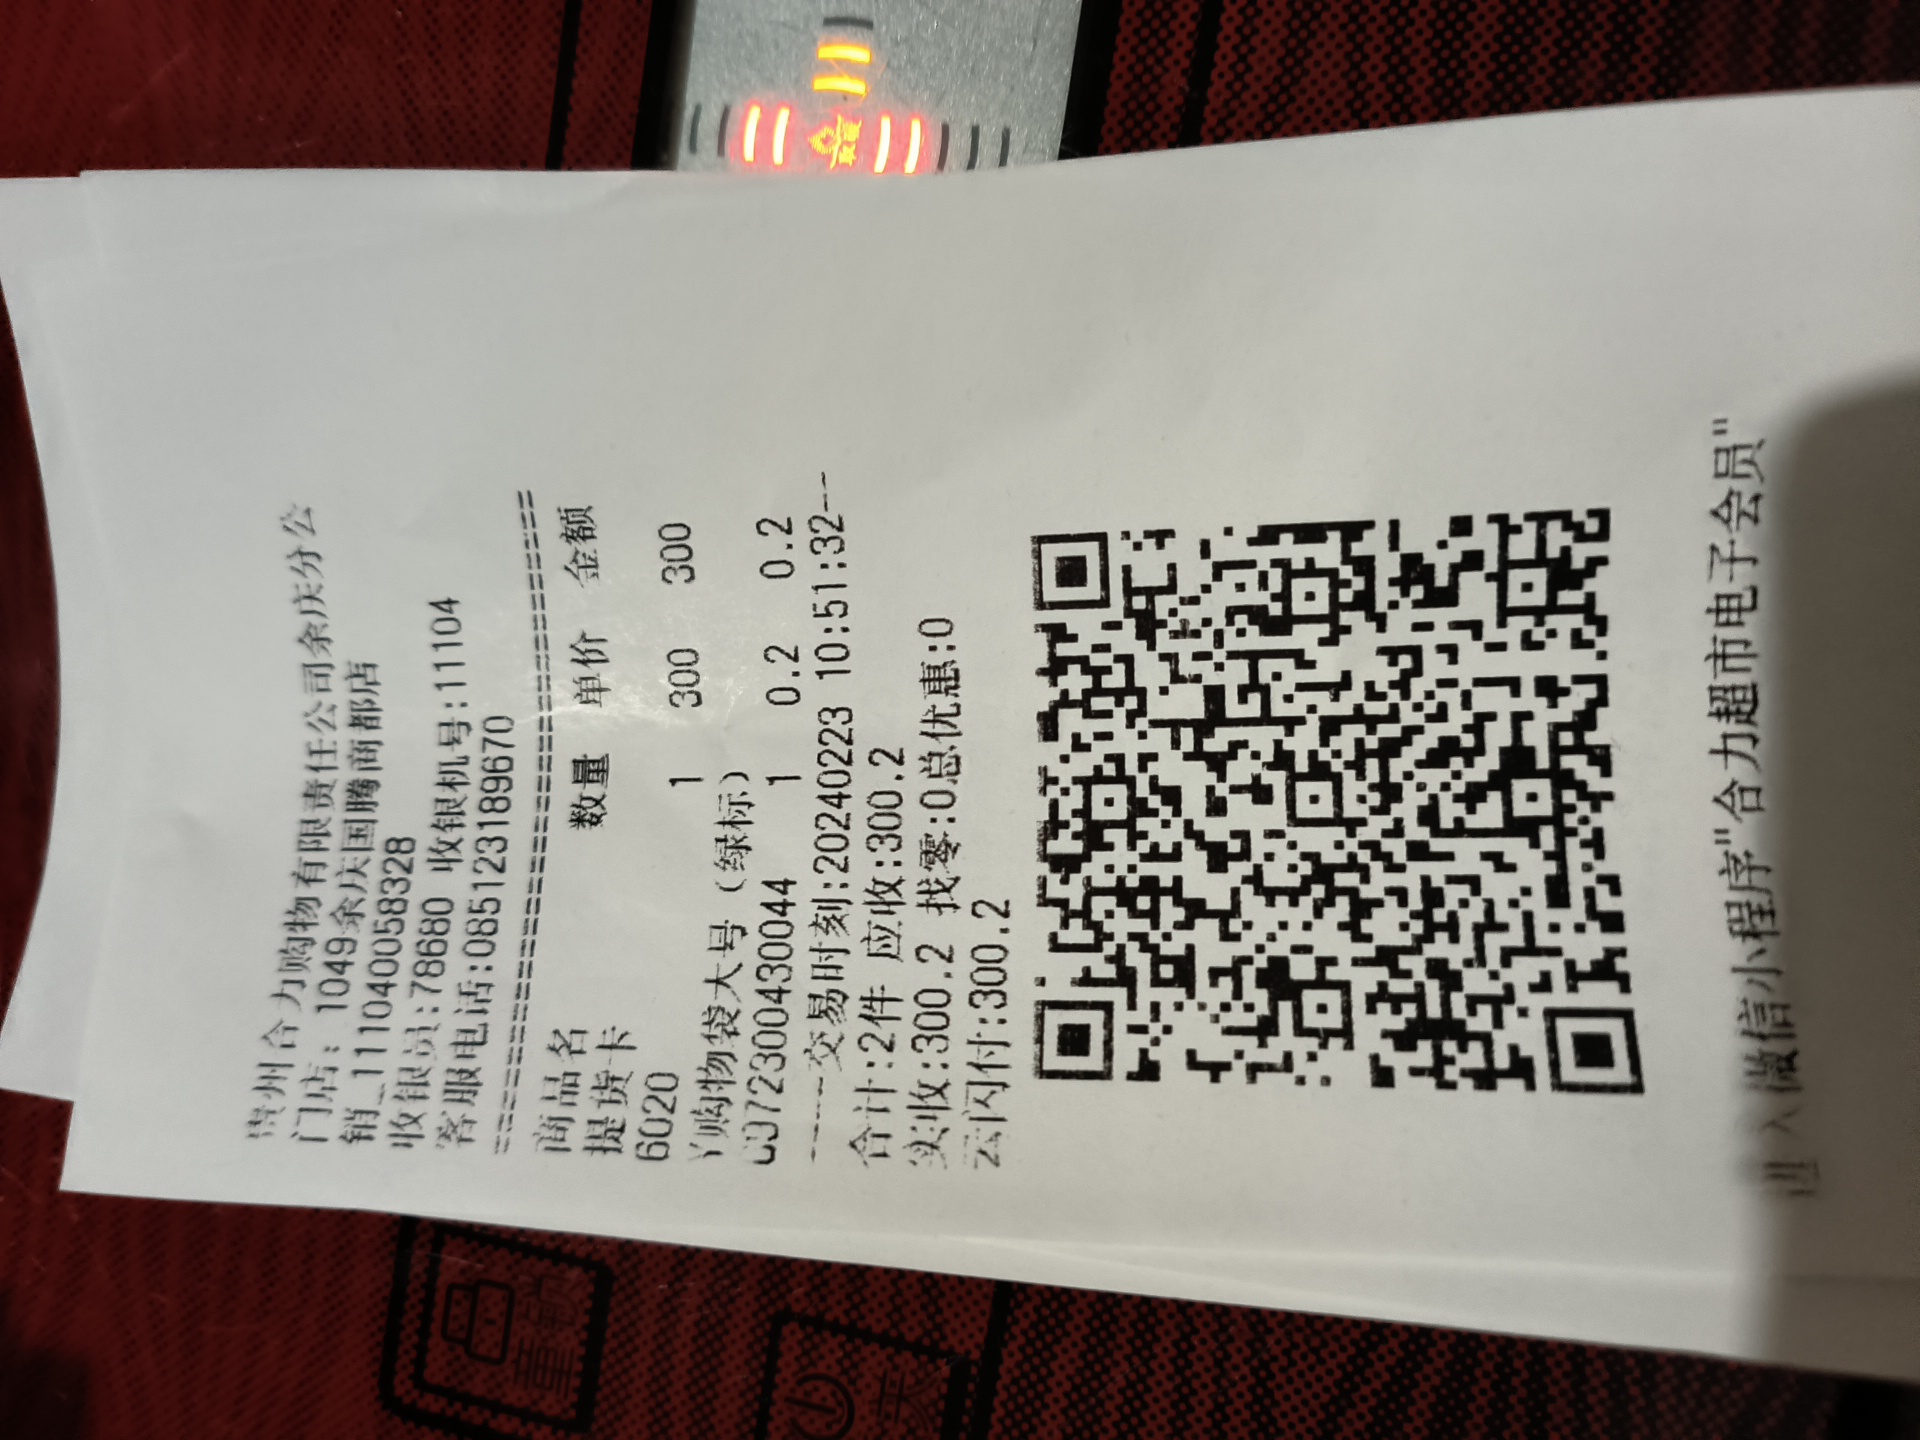 贵州合力购物有限责任公司余庆分公
门店: 1049余庆国腾商都店
销_1110400058328
收银员:78680 收银机号:11104
客服电话:085123189670
商品名 数量 单价 金额
提货卡
6020 1 300 300
购物袋大号(绿标)
0.2 0.2
----交易时刻:20240223 10:51:32--
合计:2件 应收:300.2
实收:300.2 找零:0总优惠:0
云闪付:300.2
进入微信小程序"合力超市电子会员"